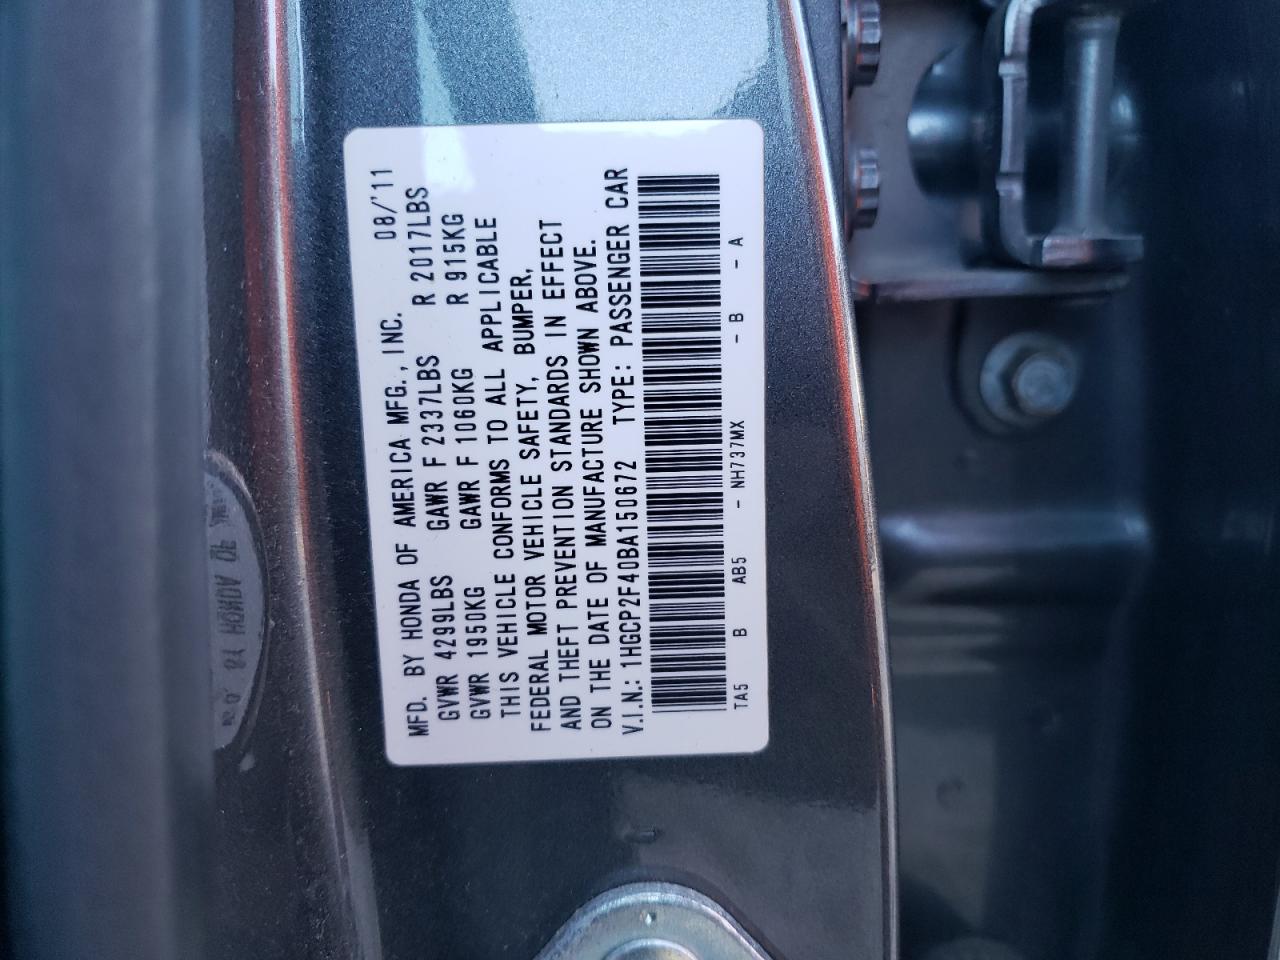 MFD. BY HONDA OF AMERICA MFG., INC. 08/'11
GVWR 4299LBS GAWR F 2337LBS R 2017LBS
GVWR 1950KG GAWR F 1060KG R 915KG
THIS VEHICLE CONFORMS TO ALL APPLICABLE
FEDERAL MOTOR VEHICLE SAFETY, BUMPER,
AND THEFT PREVENTION STANDARDS IN EFFECT
ON THE DATE OF MANUFACTURE SHOWN ABOVE.
V.I.N.: 1HGCP2F40BA150672 TYPE: PASSENGER CAR
TA5 B AB5 - NH737MX - B - A
HONDA